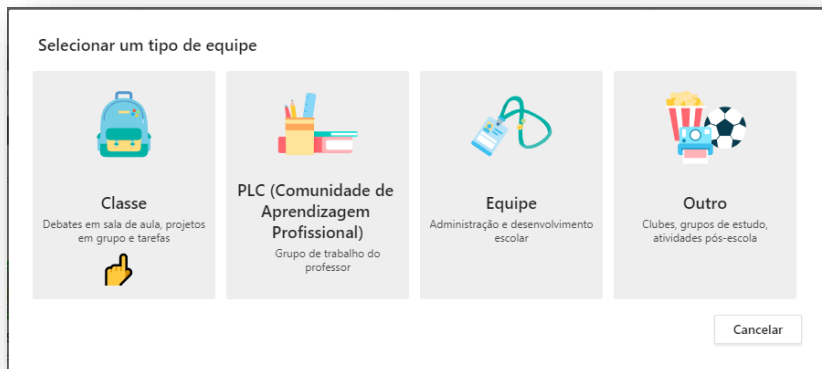 Selecionar um tipo de equipe
Classe
Debates em sala de aula, projetos
em grupo e tarefas
PLC (Comunidade de
Aprendizagem
Profissional)
Grupo de trabalho do
professor
Equipe
Administração e desenvolvimento
escolar
Outro
Clubes, grupos de estudo,
atividades pós-escola
Cancelar